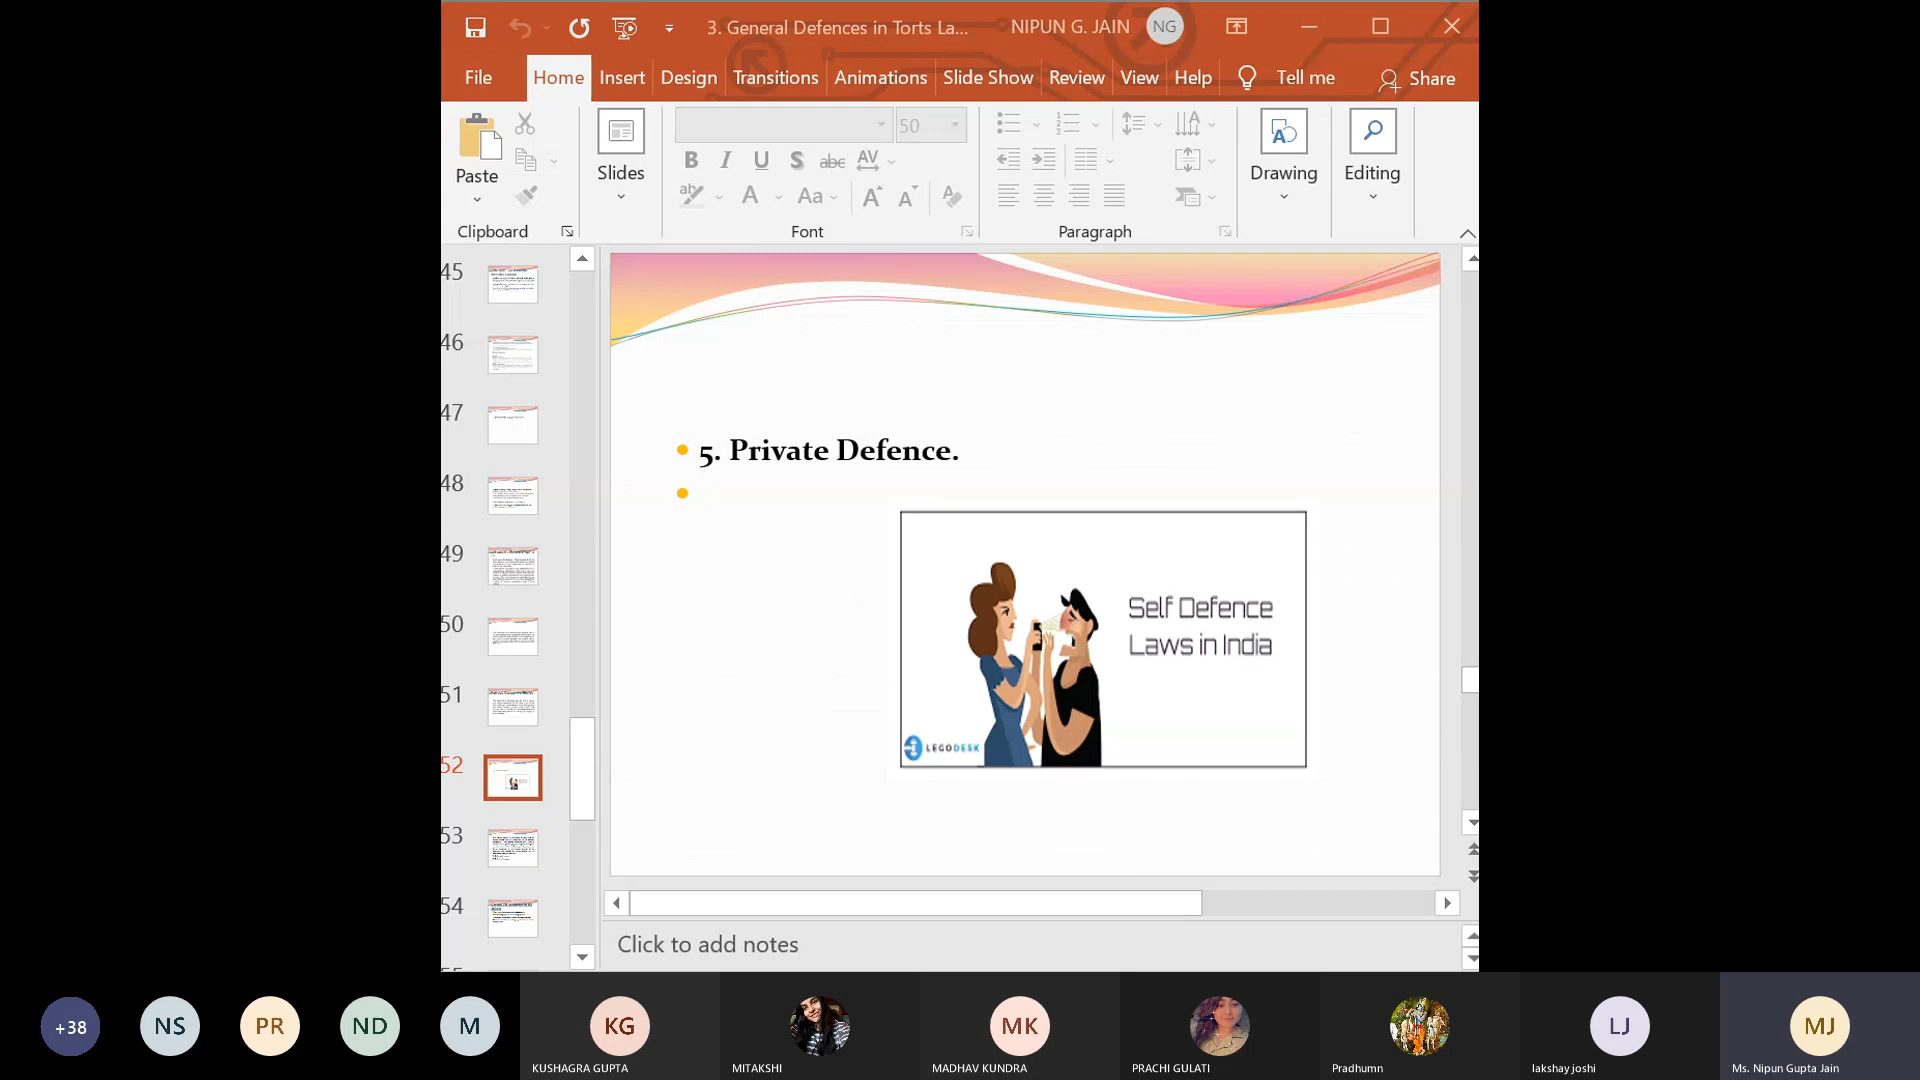 3. General Defences in Torts La...
NIPUN G. JAIN
NG
File
Home
Insert
Design
Transitions
Animations
Slide Show
Review
View
Help
Tell me
Share
Paste
Slides
50
Drawing
Editing
Clipboard
Font
Paragraph
45
46
47
48
49
50
51
52
53
54
• 5. Private Defence.
•
Self Defence
Laws in India
LEGODESK
Click to add notes
+38
NS
PR
ND
M
KG
KUSHAGRA GUPTA
MITAKSHI
MK
MADHAV KUNDRA
PRACHI GULATI
Pradhumn
LJ
lakshay joshi
MJ
Ms. Nipun Gupta Jain